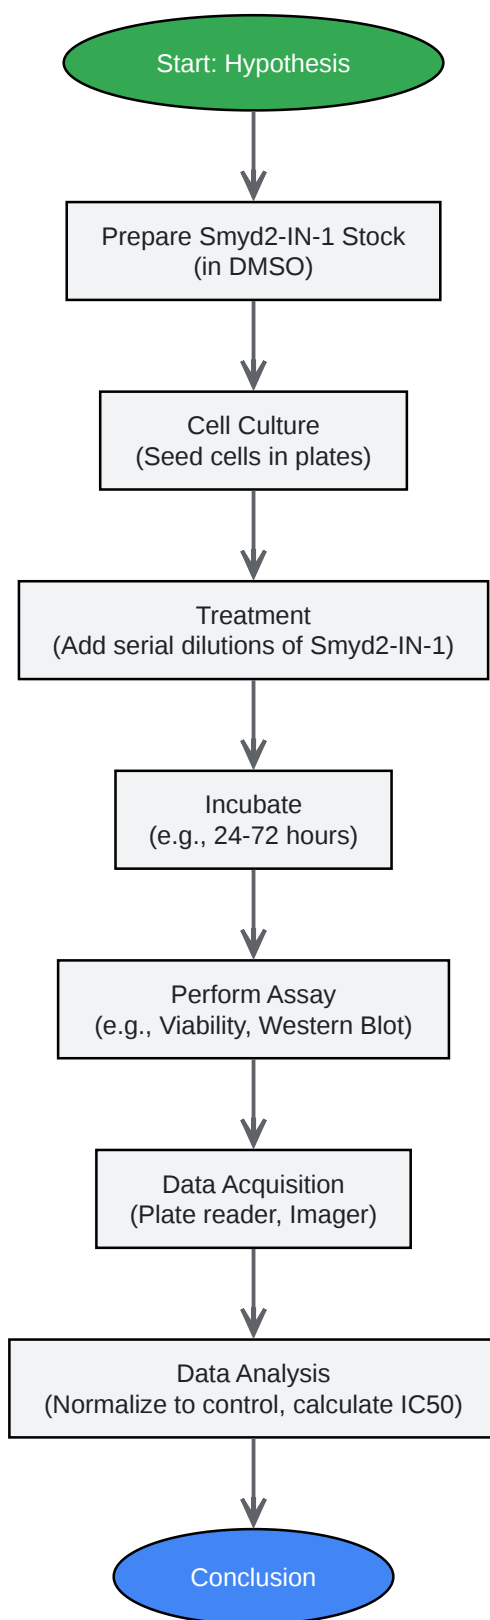 Start: Hypothesis
Prepare Smyd2-IN-1 Stock
(in DMSO)
Cell Culture
(Seed cells in plates)
Treatment
(Add serial dilutions of Smyd2-IN-1)
Incubate
(e.g., 24-72 hours)
Perform Assay
(e.g., Viability, Western Blot)
Data Acquisition
(Plate reader, Imager)
Data Analysis
(Normalize to control, calculate IC50)
Conclusion